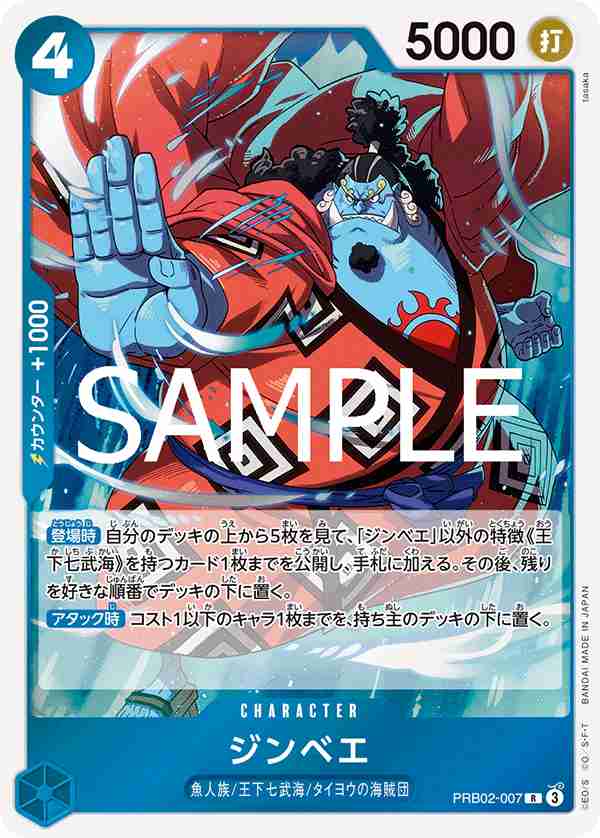 4
5000
打
tasaka
カウンター +1000
SAMPLE
登場時 自分のデッキの上から5枚を見て、「ジンベエ」以外の特徴《王
下七武海》を持つカード1枚までを公開し、手札に加える。その後、残り
を好きな順番でデッキの下に置く。
アタック時 コスト1以下のキャラ1枚までを、持ち主のデッキの下に置く。
CHARACTER
ジンベエ
魚人族/王下七武海/タイヨウの海賊団
PRB02-007 R 3
©E.O/S. ©O./S.・F・T BANDAI MADE IN JAPAN